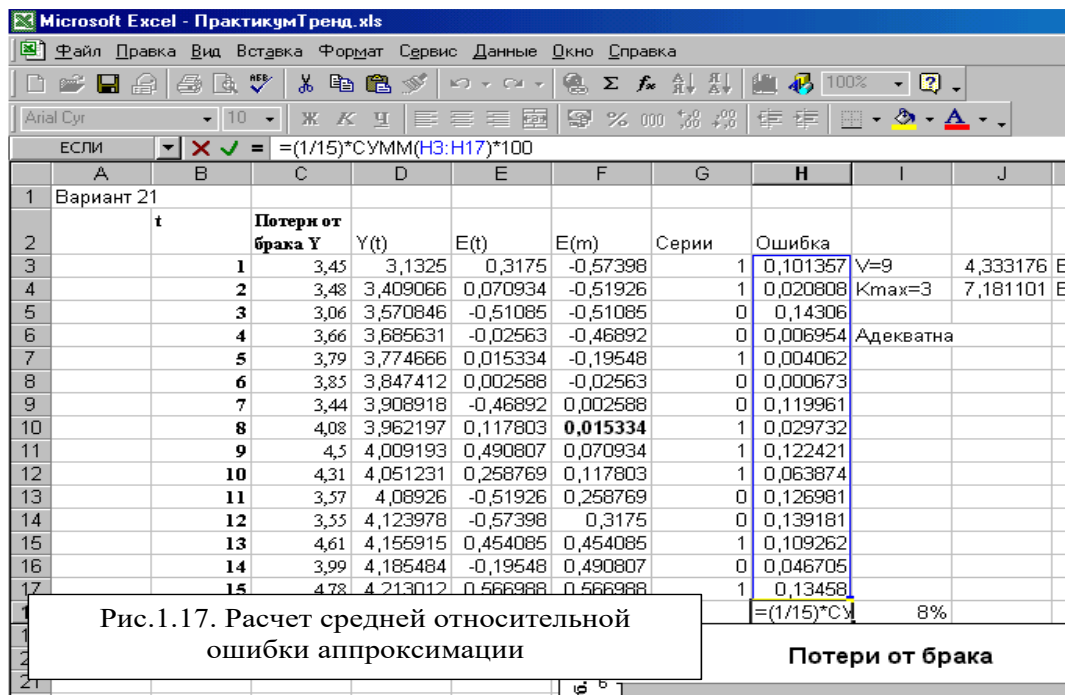 Microsoft Excel - ПрактикумТренд.xls
Файл Правка Вид Вставка Формат Сервис Данные Окно Справка
100%
Arial Cyr 10 Ж К Ч % 000
ЕСЛИ = =(1/15)*СУММ(H3:H17)*100
A B C D E F G H I J
1 Вариант 21
t Потери от
2 брака Y Y(t) E(t) E(m) Серии Ошибка
3 1 3,45 3,1325 0,3175 -0,57398 1 0,101357 V=9 4,333176 E
4 2 3,48 3,409066 0,070934 -0,51926 1 0,020808 Kmax=3 7,181101 E
5 3 3,06 3,570846 -0,51085 -0,51085 0 0,14306
6 4 3,66 3,685631 -0,02563 -0,46892 0 0,006954 Адекватна
7 5 3,79 3,774666 0,015334 -0,19548 1 0,004062
8 6 3,85 3,847412 0,002588 -0,02563 0 0,000673
9 7 3,44 3,908918 -0,46892 0,002588 0 0,119961
10 8 4,08 3,962197 0,117803 0,015334 1 0,029732
11 9 4,5 4,009193 0,490807 0,070934 1 0,122421
12 10 4,31 4,051231 0,258769 0,117803 1 0,063874
13 11 3,57 4,08926 -0,51926 0,258769 0 0,126981
14 12 3,55 4,123978 -0,57398 0,3175 0 0,139181
15 13 4,61 4,155915 0,454085 0,454085 1 0,109262
16 14 3,99 4,185484 -0,19548 0,490807 0 0,046705
17 15 4,78 4,213012 0,566988 0,566988 1 0,13458
=(1/15)*СУ 8%
Рис.1.17. Расчет средней относительной
ошибки аппроксимации
Потери от брака
21 6